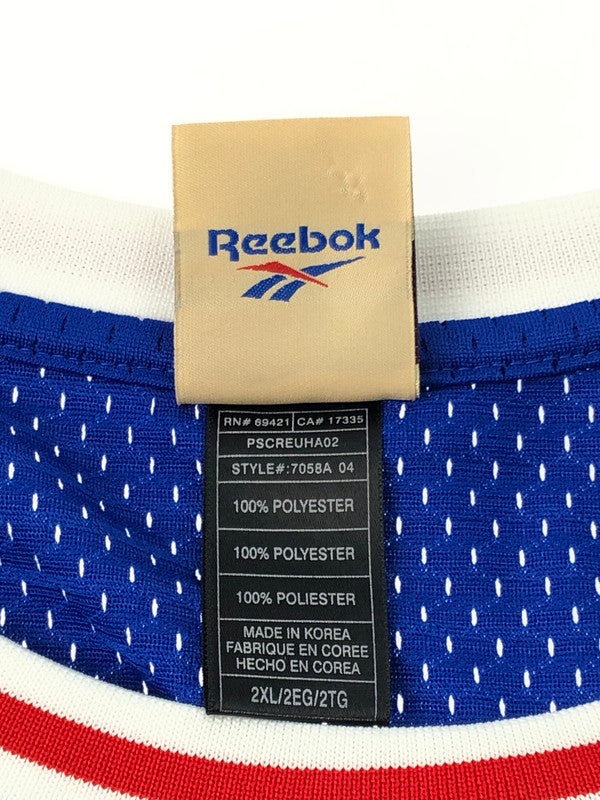 Reebok
RN# 69421 CA# 17335
PSCREUHA02
STYLE#:7058A 04
100% POLYESTER
100% POLYESTER
100% POLIESTER
MADE IN KOREA
FABRIQUE EN COREE
HECHO EN COREA
2XL/2EG/2TG